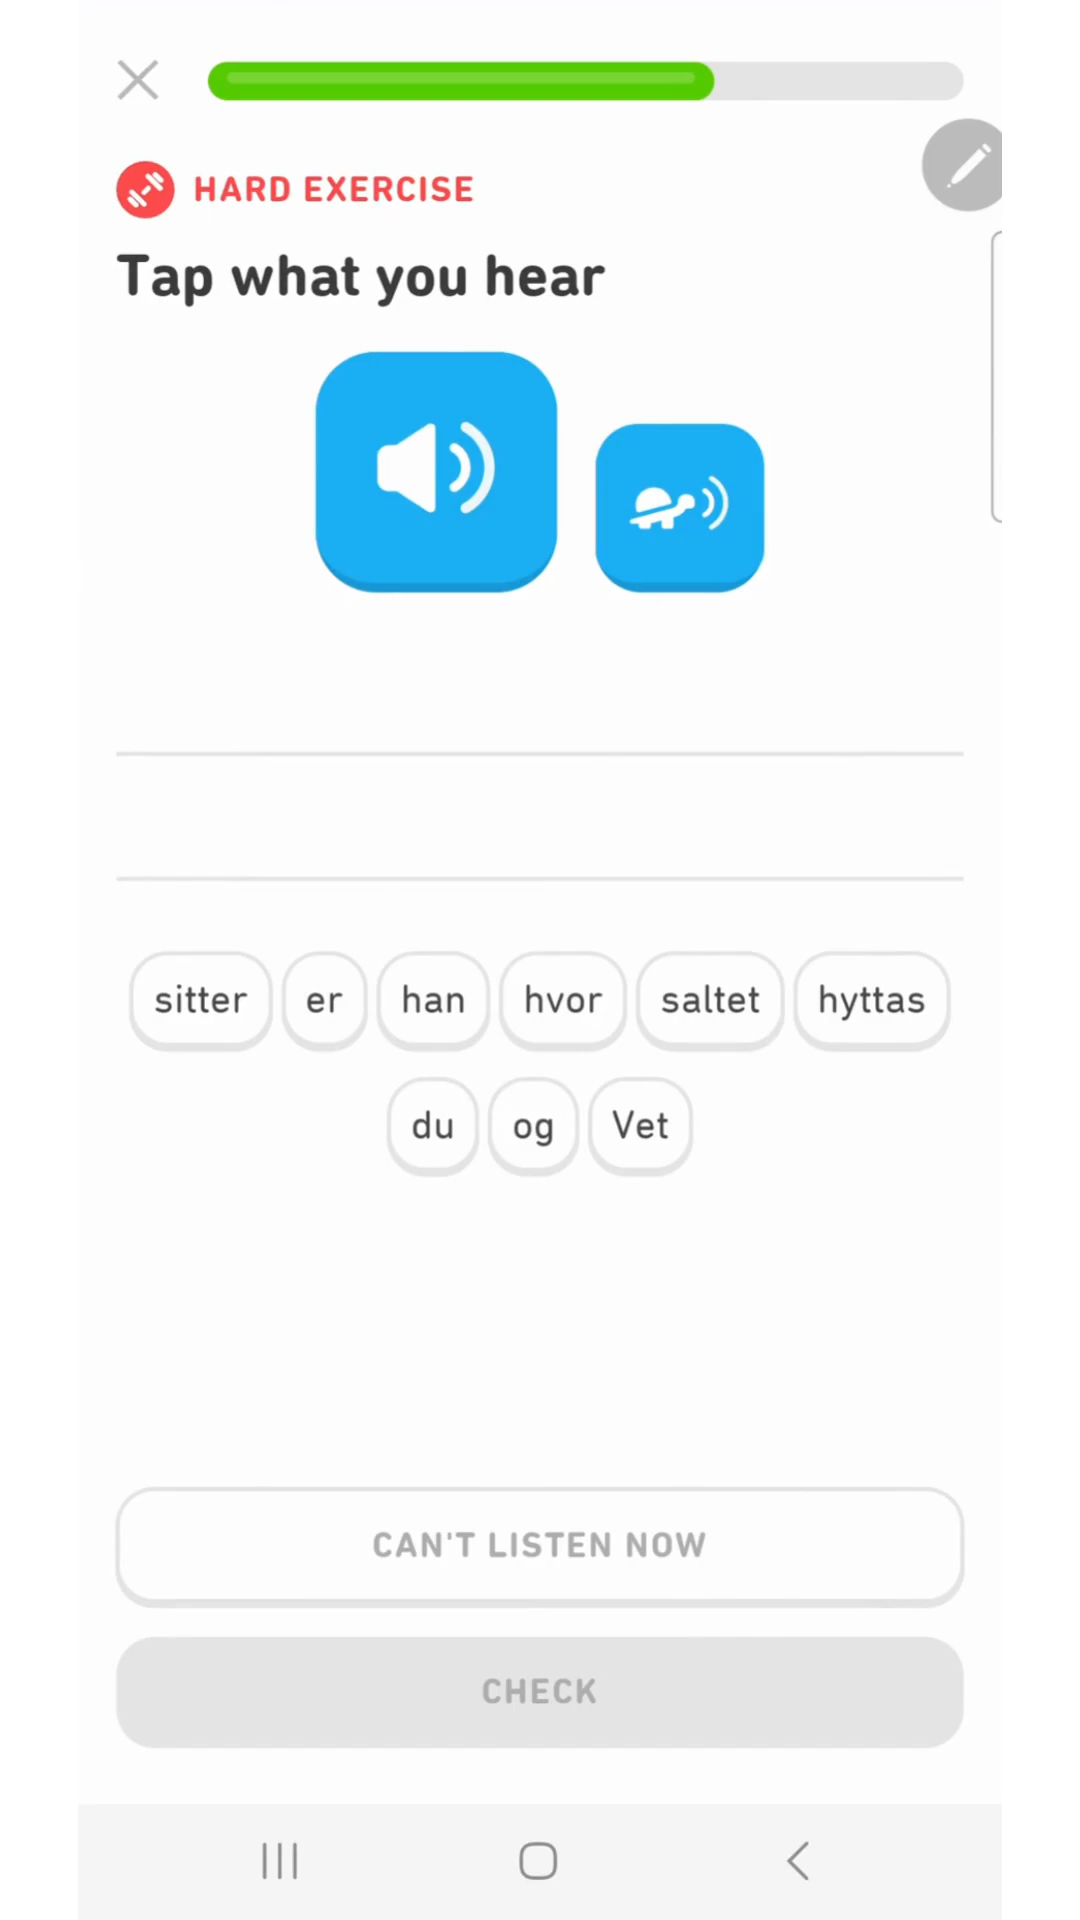 HARD EXERCISE
Tap what you hear
sitter er han hvor saltet hyttas
du og Vet
CAN'T LISTEN NOW
CHECK